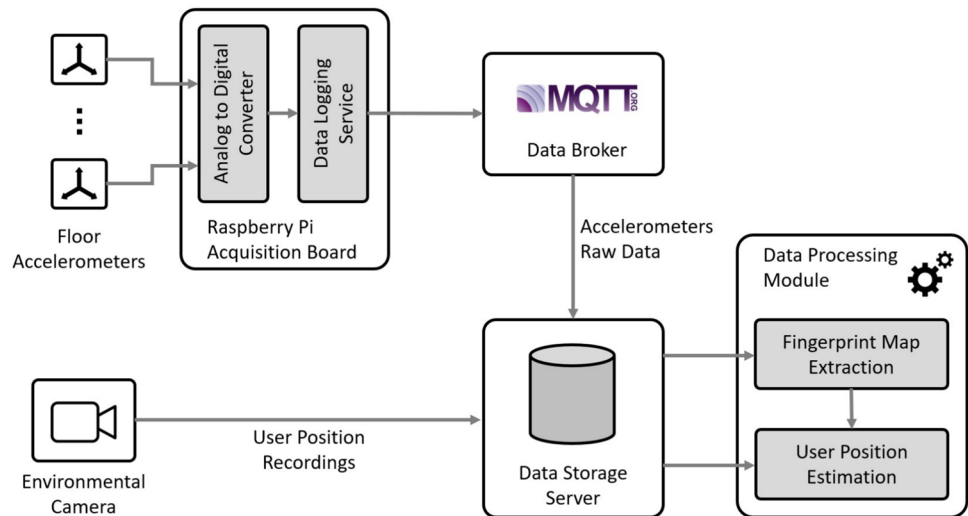 Analog to Digital
Converter
Data Logging
Service
Raspberry Pi
Acquisition Board
Floor
Accelerometers
MQTT
.ORG
Data Broker
Accelerometers
Raw Data
Data Processing
Module
Fingerprint Map
Extraction
User Position
Estimation
User Position
Recordings
Data Storage
Server
Environmental
Camera